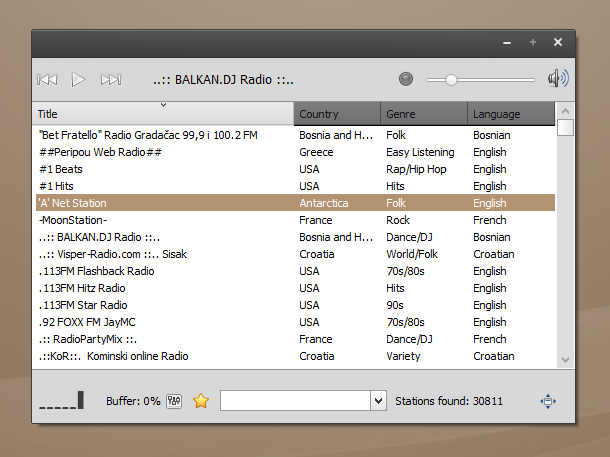 ..:: BALKAN.DJ Radio ::..
Title Country Genre Language
"Bet Fratello" Radio Gradačac 99,9 i 100.2 FM Bosnia and H... Folk Bosnian
##Peripou Web Radio## Greece Easy Listening English
#1 Beats USA Rap/Hip Hop English
#1 Hits USA Hits English
'A' Net Station Antarctica Folk English
-MoonStation- France Rock French
..:: BALKAN.DJ Radio ::.. Bosnia and H... Dance/DJ Bosnian
..:: Visper-Radio.com ::.. Sisak Croatia World/Folk Croatian
.113FM Flashback Radio USA 70s/80s English
.113FM Hitz Radio USA Hits English
.113FM Star Radio USA 90s English
.92 FOXX FM JayMC USA 70s/80s English
.:: RadioPartyMix ::. France Dance/DJ French
.::KoR::. Kominski online Radio Croatia Variety Croatian
Buffer: 0% Stations found: 30811